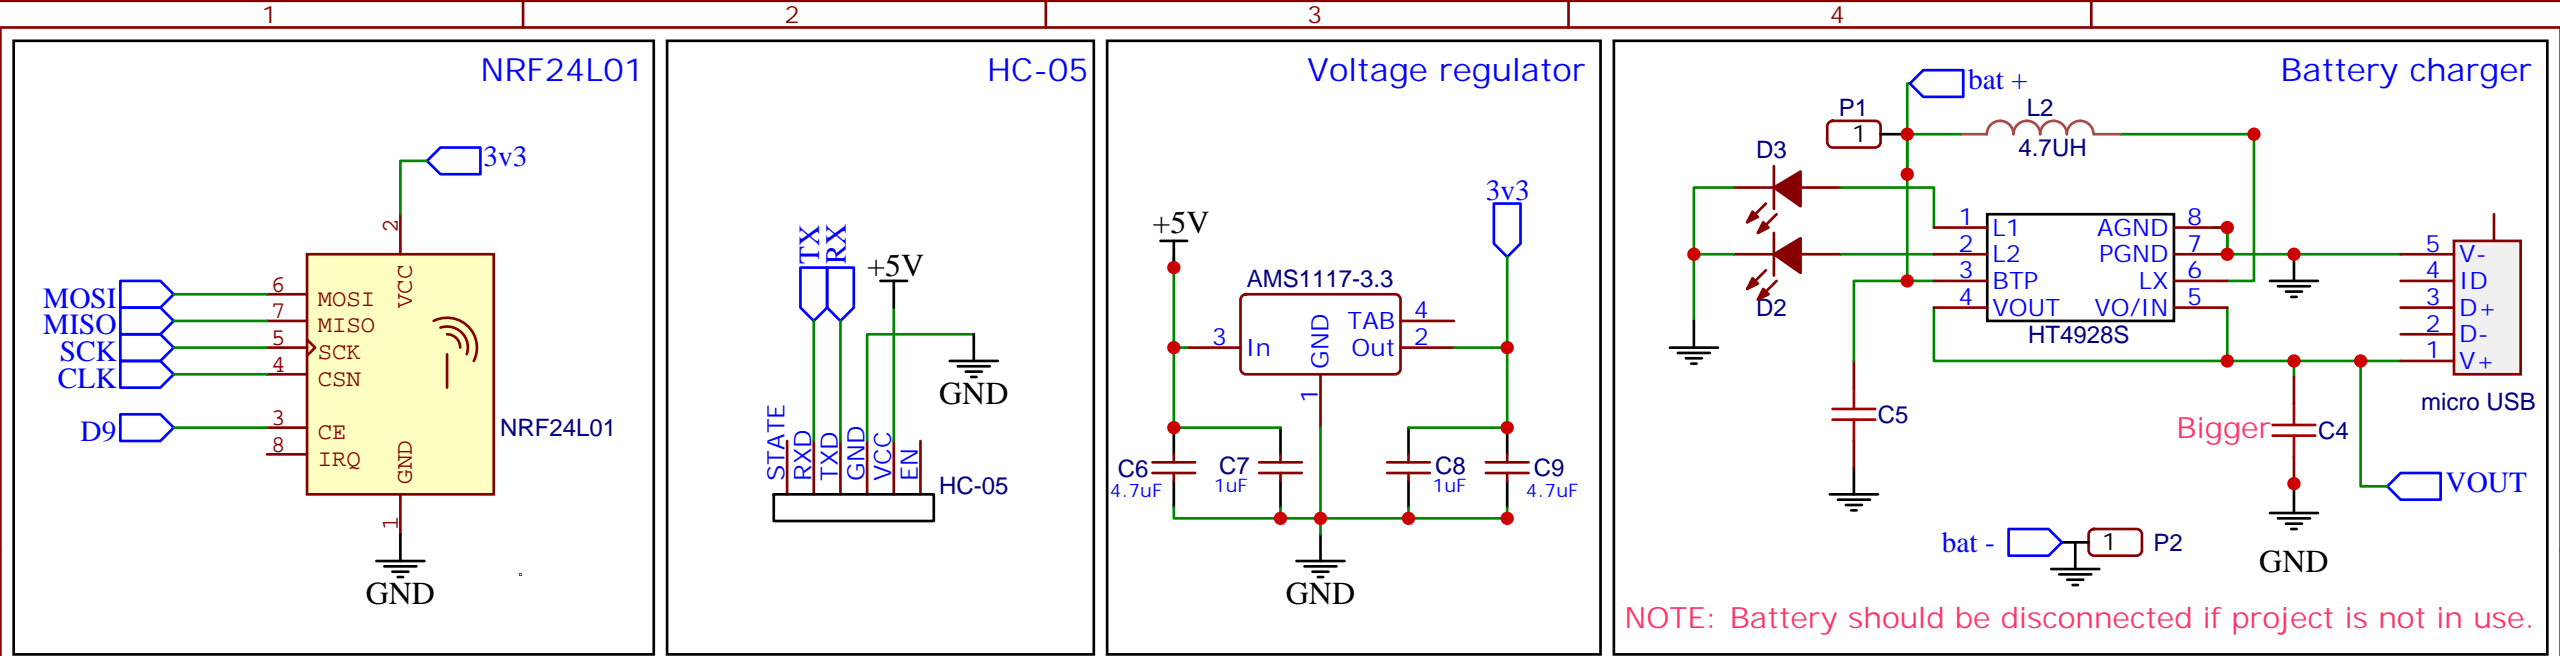 1
2
3
4
NRF24L01
3v3
2
VCC
MOSI
6
MOSI
MISO
7
MISO
SCK
5
SCK
CLK
4
CSN
D9
3
CE
8
IRQ
GND
NRF24L01
1
GND
HC-05
TX
RX
+5V
GND
STATE
RXD
TXD
GND
VCC
EN
HC-05
Voltage regulator
+5V
3v3
AMS1117-3.3
3
In
GND
TAB
4
Out
2
1
C6
4.7uF
C7
1uF
C8
1uF
C9
4.7uF
GND
Battery charger
bat +
P1
1
L2
4.7UH
D3
D2
1
L1
2
L2
3
BTP
4
VOUT
AGND
8
PGND
7
LX
6
VO/IN
5
HT4928S
5
V-
4
ID
3
D+
2
D-
1
V+
micro USB
C5
Bigger
C4
VOUT
bat -
1
P2
GND
NOTE: Battery should be disconnected if project is not in use.